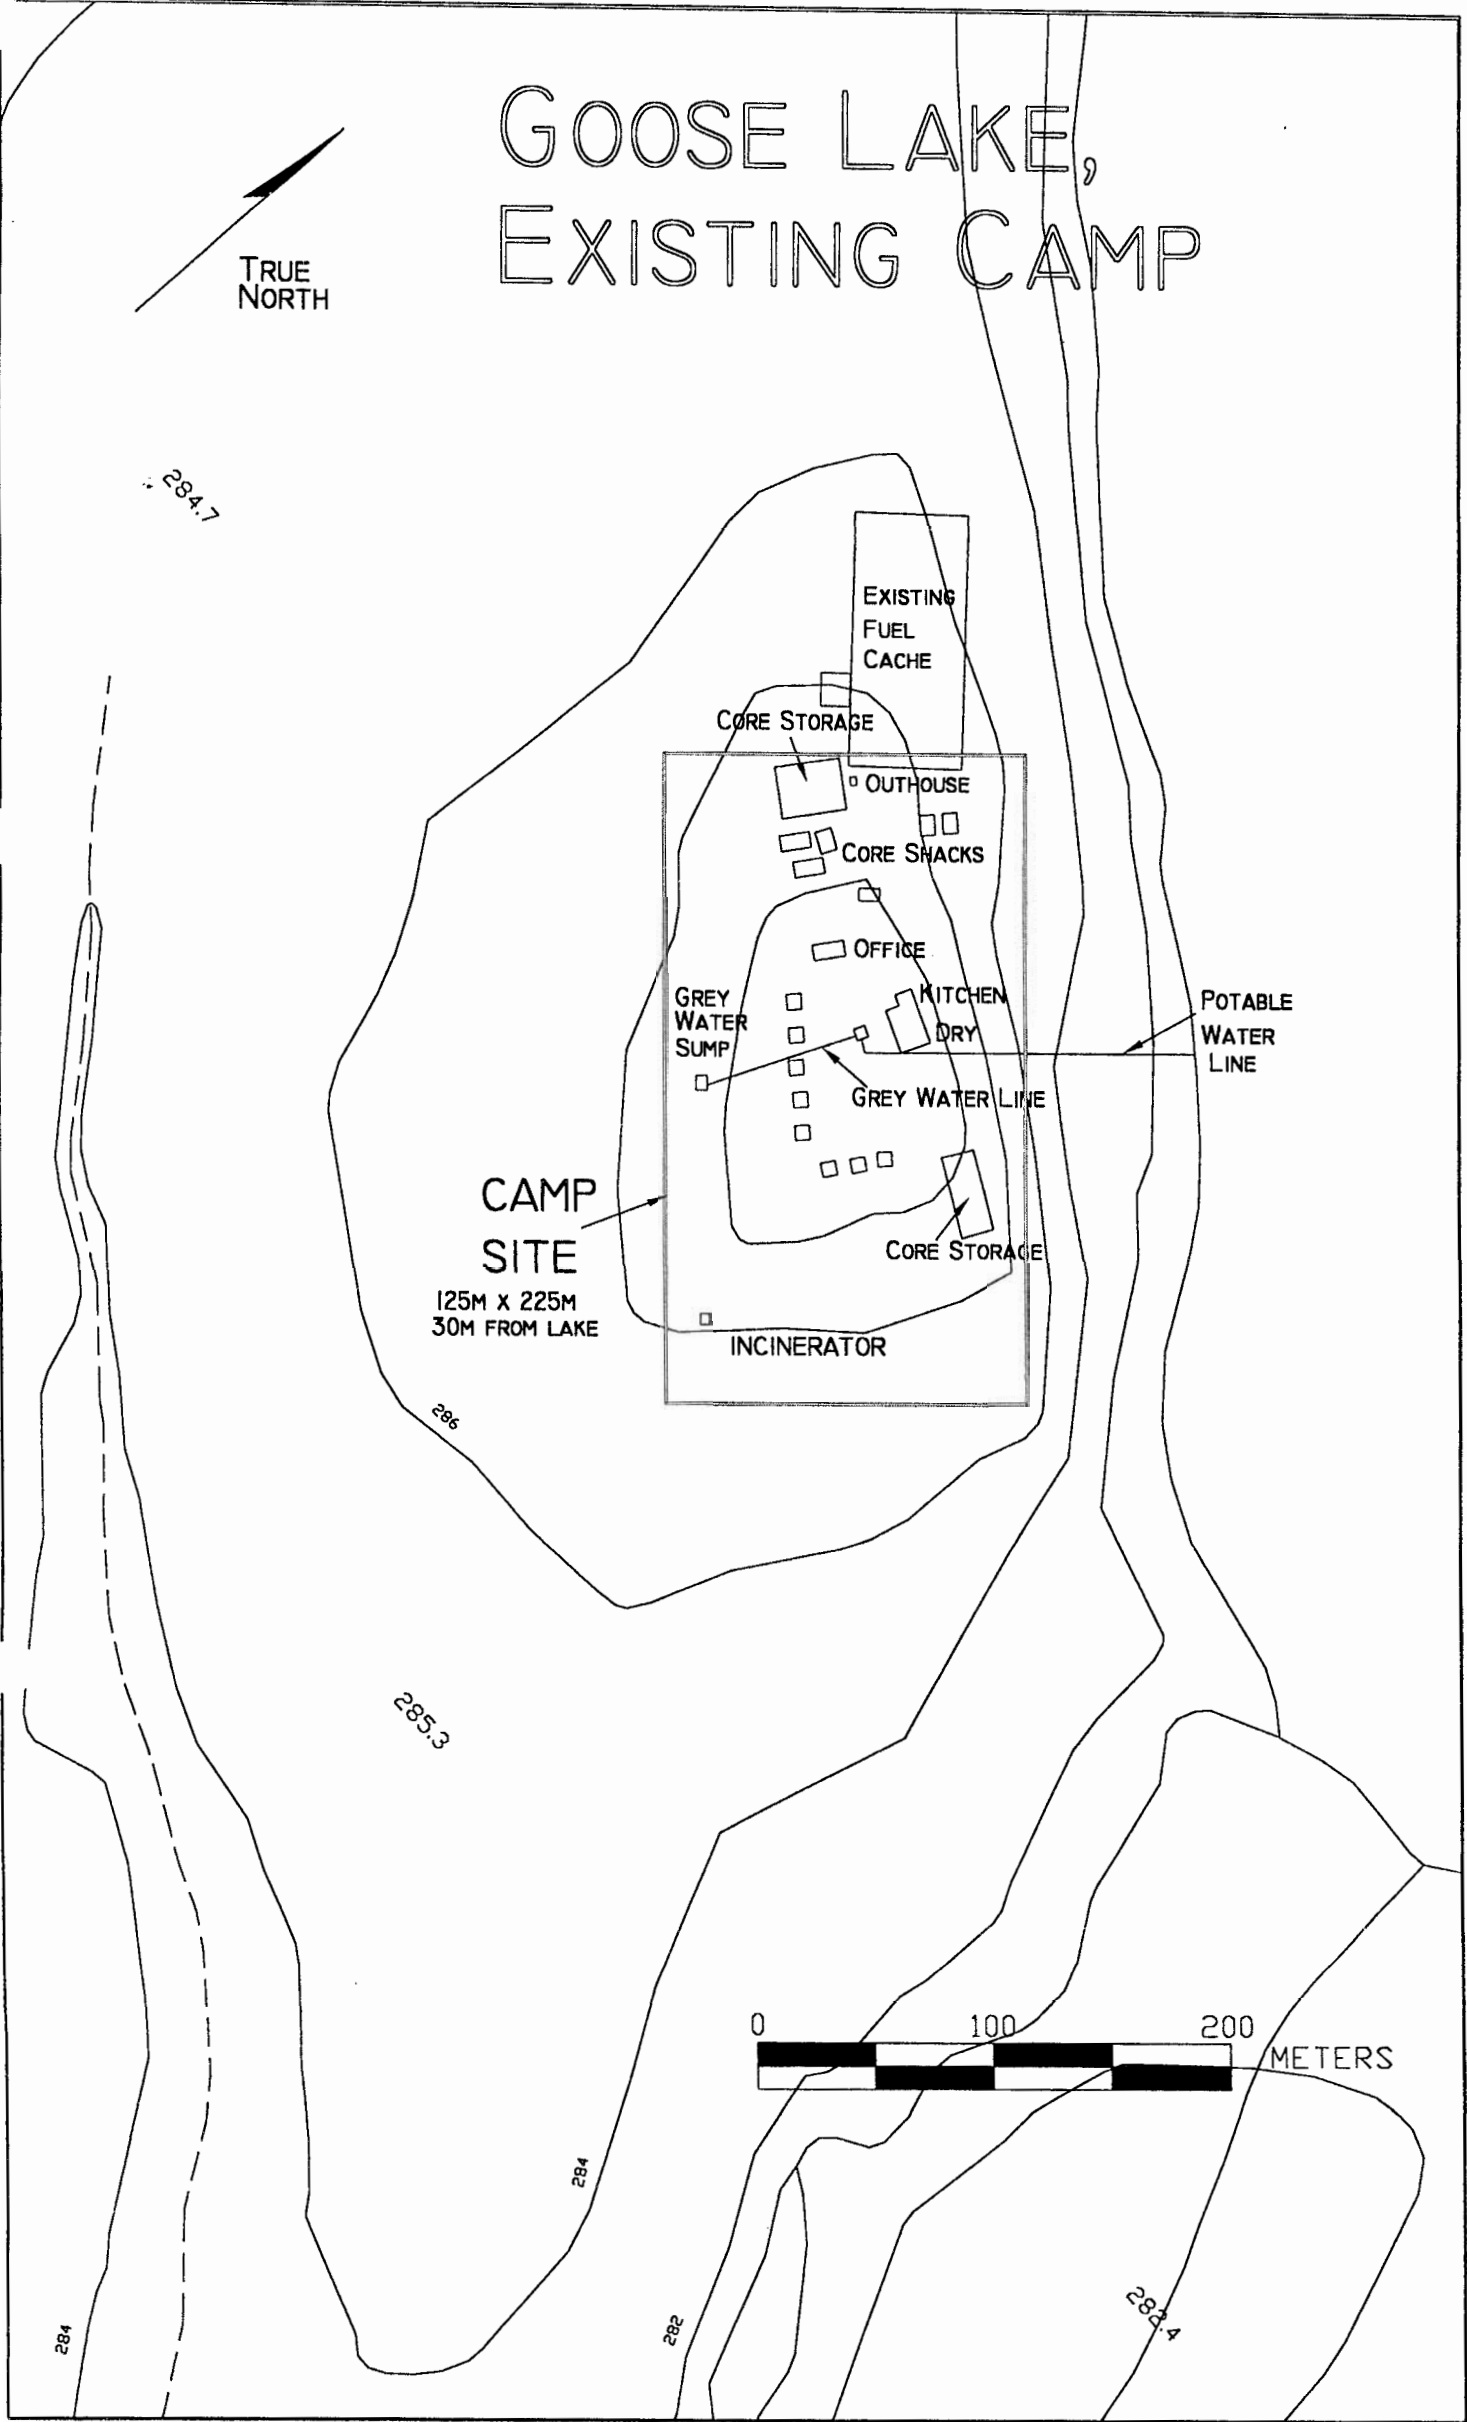 GOOSE LAKE,
EXISTING CAMP
TRUE
NORTH
284.7
EXISTING
FUEL
CACHE
CORE STORAGE
OUTHOUSE
CORE SHACKS
OFFICE
GREY
WATER
SUMP
KITCHEN
DRY
POTABLE
WATER
LINE
GREY WATER LINE
CAMP
SITE
125M X 225M
30M FROM LAKE
CORE STORAGE
INCINERATOR
286
285.3
0 100 200
METERS
284
282
284
282.4